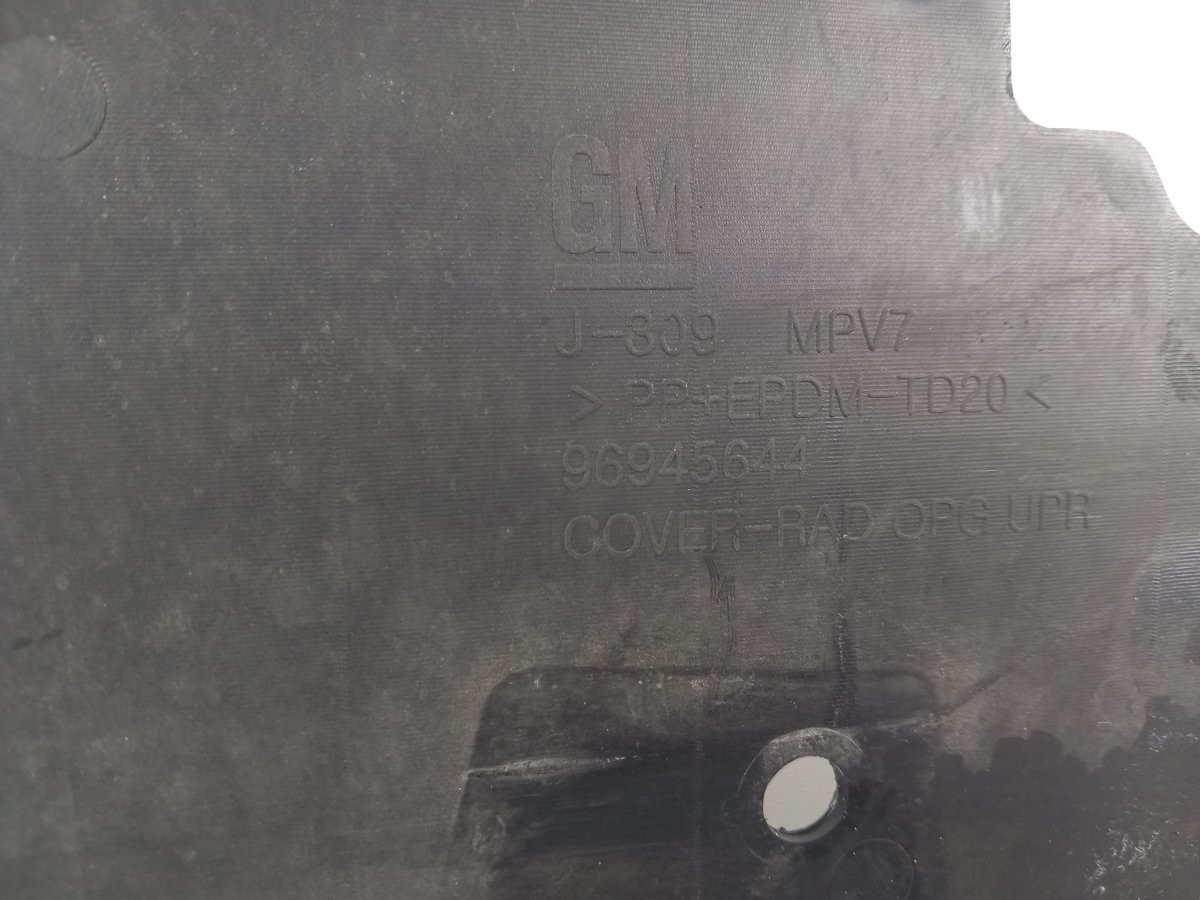 GM
J-309 MPV7
> PP+EPDM-TD20 <
96945644
COVER-RAD OPG UPR